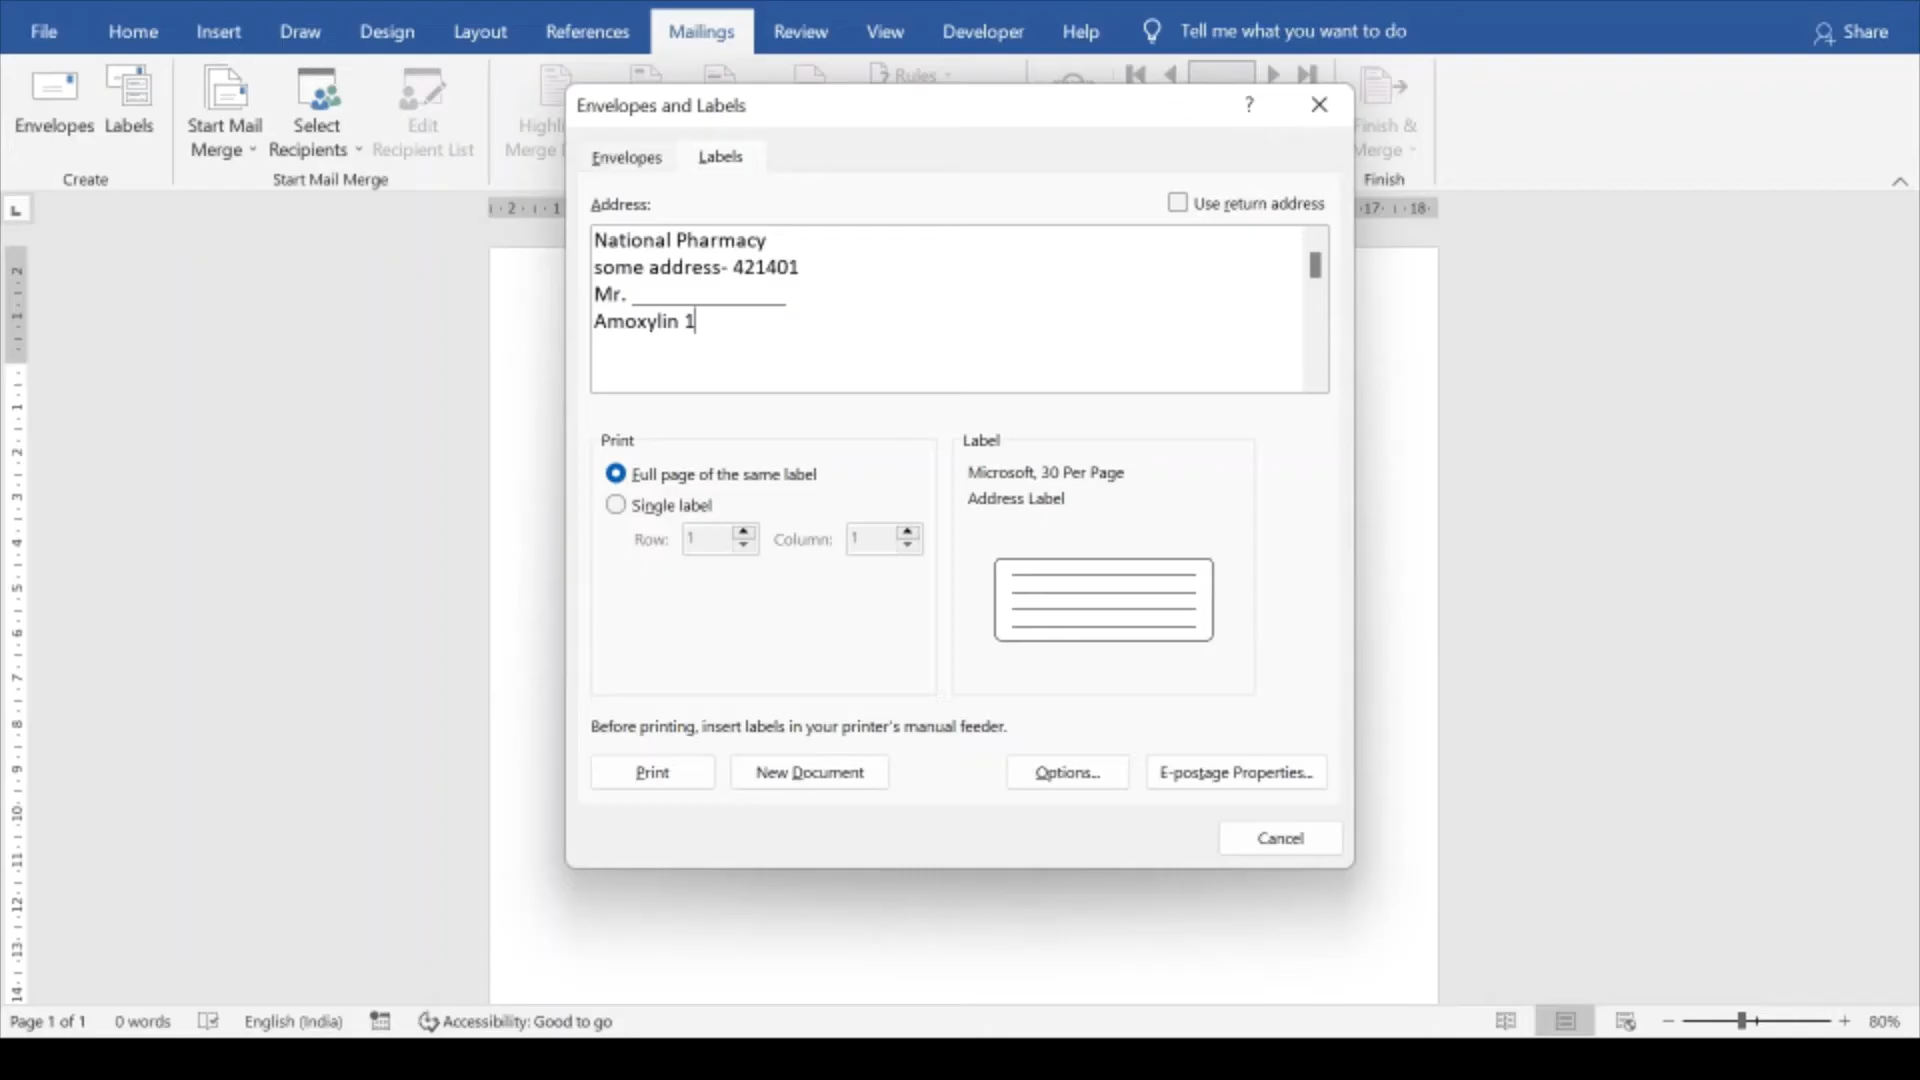 File Home Insert Draw Design Layout References Mailings Review View Developer Help Tell me what you want to do Share
Envelopes Labels Start Mail Merge Select Recipients Edit Recipient List Rules
Finish & Merge
Create Start Mail Merge Finish
Envelopes and Labels ?
Envelopes Labels
Address: Use return address
National Pharmacy
some address- 421401
Mr. ______________
Amoxylin 1
Print
Full page of the same label
Single label
Row: 1 Column: 1
Label
Microsoft, 30 Per Page
Address Label
Before printing, insert labels in your printer's manual feeder.
Print New Document Options... E-postage Properties...
Cancel
Page 1 of 1 0 words English (India) Accessibility: Good to go 80%